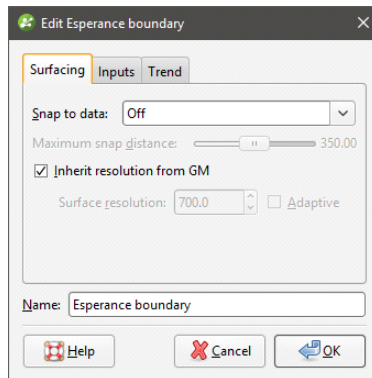 Edit Esperance boundary
Surfacing Inputs Trend
Snap to data: Off
Maximum snap distance: 350.00
Inherit resolution from GM
Surface resolution: 700.0 Adaptive
Name: Esperance boundary
Help Cancel OK